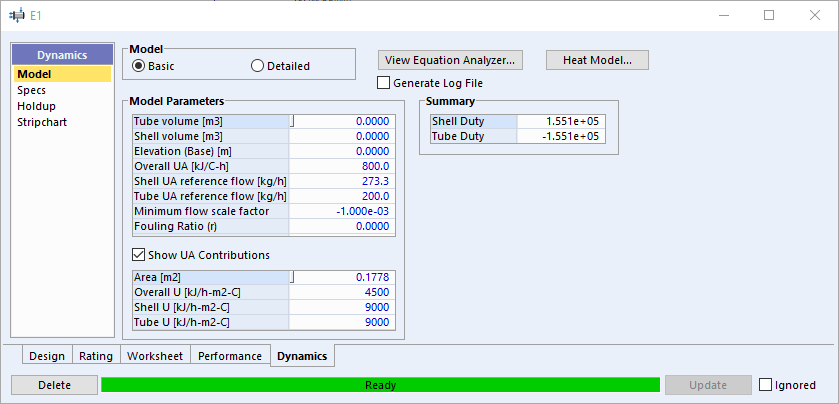 E1
Dynamics
Model
Specs
Holdup
Stripchart
Model
Basic
Detailed
View Equation Analyzer...
Heat Model...
Generate Log File
Model Parameters
Tube volume [m3] 0.0000
Shell volume [m3] 0.0000
Elevation (Base) [m] 0.0000
Overall UA [kJ/C-h] 800.0
Shell UA reference flow [kg/h] 273.3
Tube UA reference flow [kg/h] 200.0
Minimum flow scale factor -1.000e-03
Fouling Ratio (r) 0.0000
Show UA Contributions
Area [m2] 0.1778
Overall U [kJ/h-m2-C] 4500
Shell U [kJ/h-m2-C] 9000
Tube U [kJ/h-m2-C] 9000
Summary
Shell Duty 1.551e+05
Tube Duty -1.551e+05
Design Rating Worksheet Performance Dynamics
Delete Ready Update Ignored